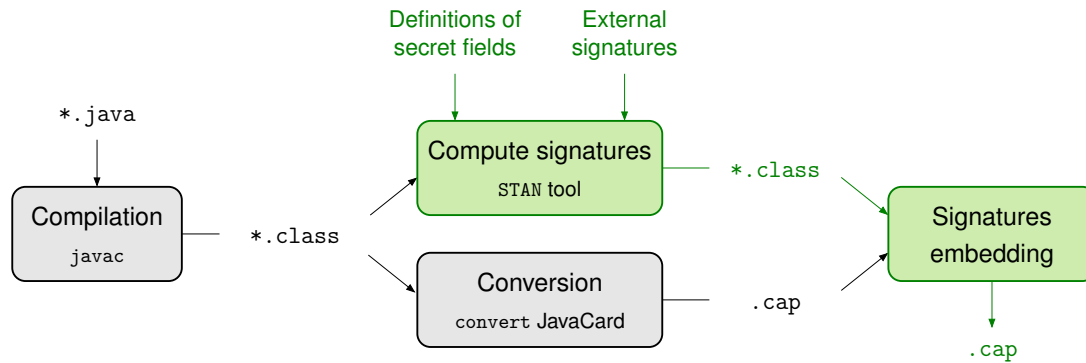 Definitions of
secret fields
External
signatures
*.java
Compute signatures
STAN tool
*.class
Compilation
javac
*.class
Signatures
embedding
Conversion
convert JavaCard
.cap
.cap